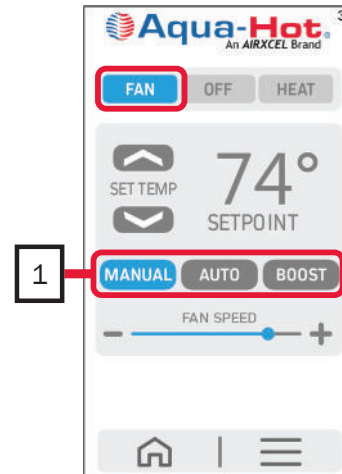 Aqua-Hot.
An AIRXCEL Brand
FAN OFF HEAT
SET TEMP
74°
SETPOINT
1
MANUAL AUTO BOOST
FAN SPEED